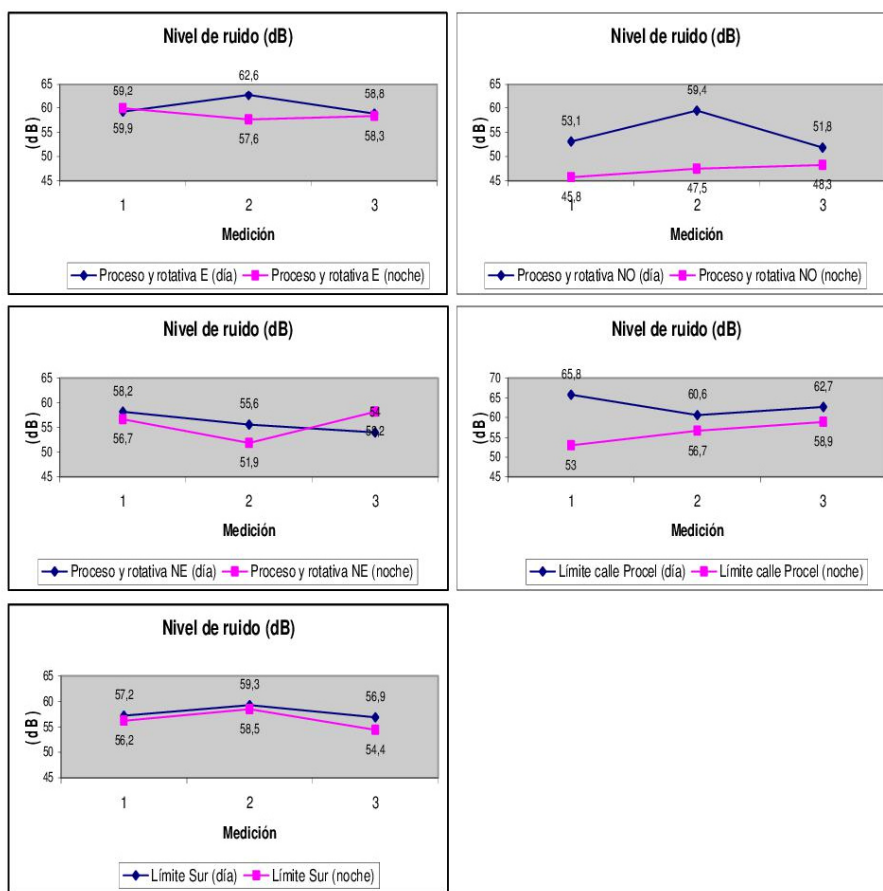 Nivel de ruido (dB)
65
60
55
50
45
(dB)
59,2
62,6
58,8
59,9
57,6
58,3
1 2 3
Medición
Proceso y rotativa E (día) Proceso y rotativa E (noche)
Nivel de ruido (dB)
65
60
55
50
45
(dB)
53,1
59,4
51,8
45,8
47,5
48,3
1 2 3
Medición
Proceso y rotativa NO (día) Proceso y rotativa NO (noche)
Nivel de ruido (dB)
65
60
55
50
45
(dB)
58,2
55,6
54
56,7
51,9
58,2
1 2 3
Medición
Proceso y rotativa NE (día) Proceso y rotativa NE (noche)
Nivel de ruido (dB)
70
65
60
55
50
45
(dB)
65,8
60,6
62,7
53
56,7
58,9
1 2 3
Medición
Límite calle Procel (día) Límite calle Procel (noche)
Nivel de ruido (dB)
65
60
55
50
45
(dB)
57,2
59,3
56,9
56,2
58,5
54,4
1 2 3
Medición
Límite Sur (día) Límite Sur (noche)